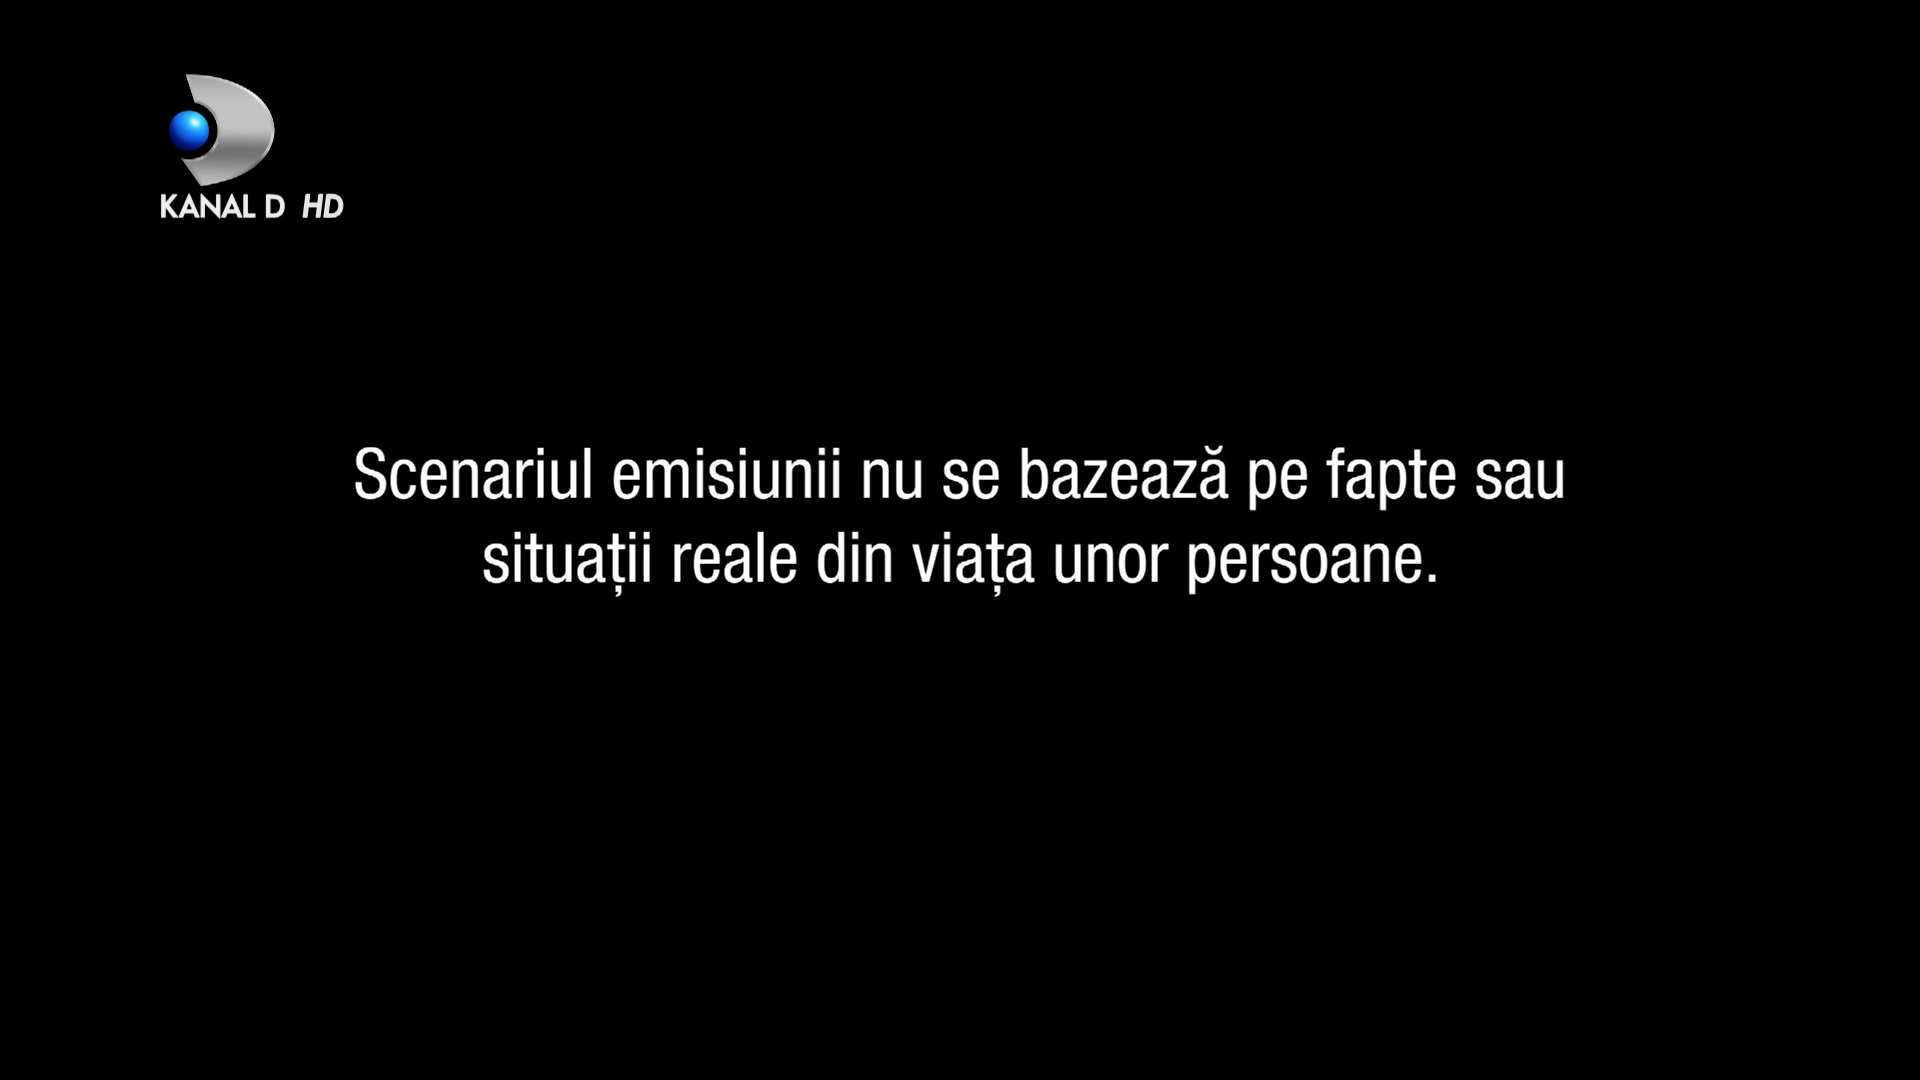 KANAL D HD
Scenariul emisiunii nu se bazează pe fapte sau
situații reale din viața unor persoane.